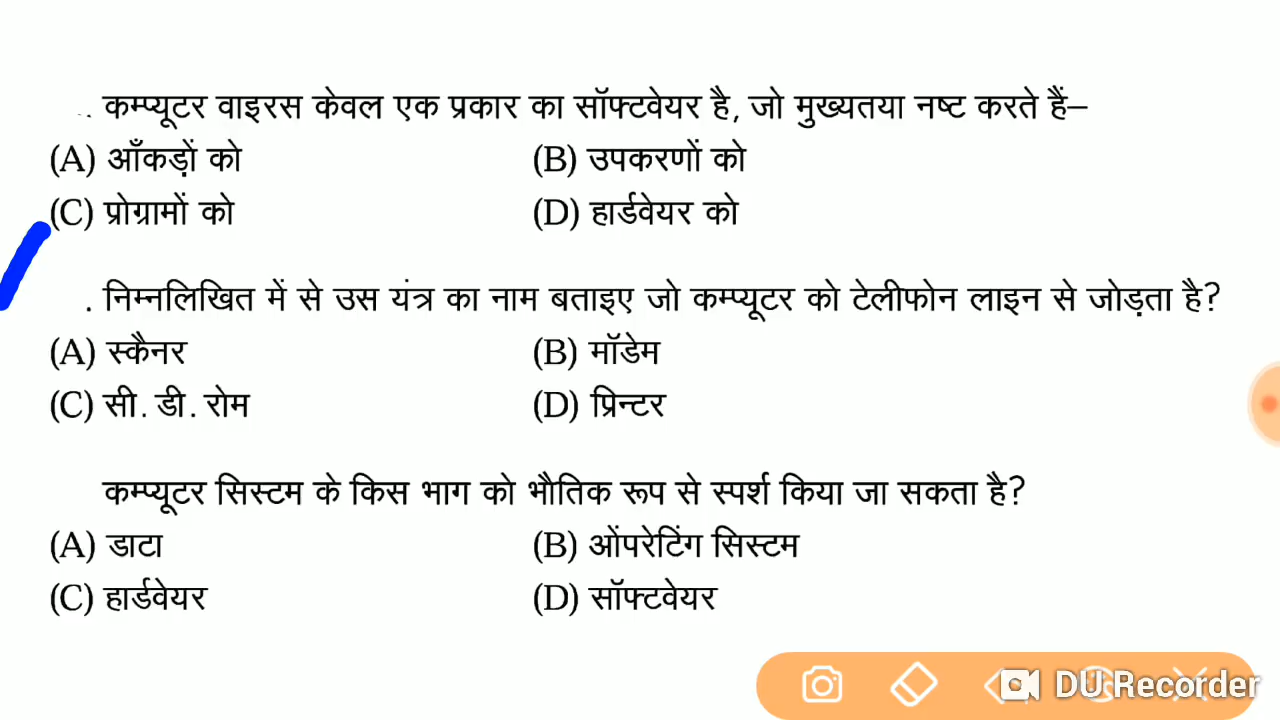 . कम्प्यूटर वाइरस केवल एक प्रकार का सॉफ्टवेयर है, जो मुख्यतया नष्ट करते हैं–
(A) आँकड़ों को (B) उपकरणों को
(C) प्रोग्रामों को (D) हार्डवेयर को
. निम्नलिखित में से उस यंत्र का नाम बताइए जो कम्प्यूटर को टेलीफोन लाइन से जोड़ता है?
(A) स्कैनर (B) मॉडेम
(C) सी. डी. रोम (D) प्रिन्टर
कम्प्यूटर सिस्टम के किस भाग को भौतिक रूप से स्पर्श किया जा सकता है?
(A) डाटा (B) ओंपरेटिंग सिस्टम
(C) हार्डवेयर (D) सॉफ्टवेयर
DU Recorder